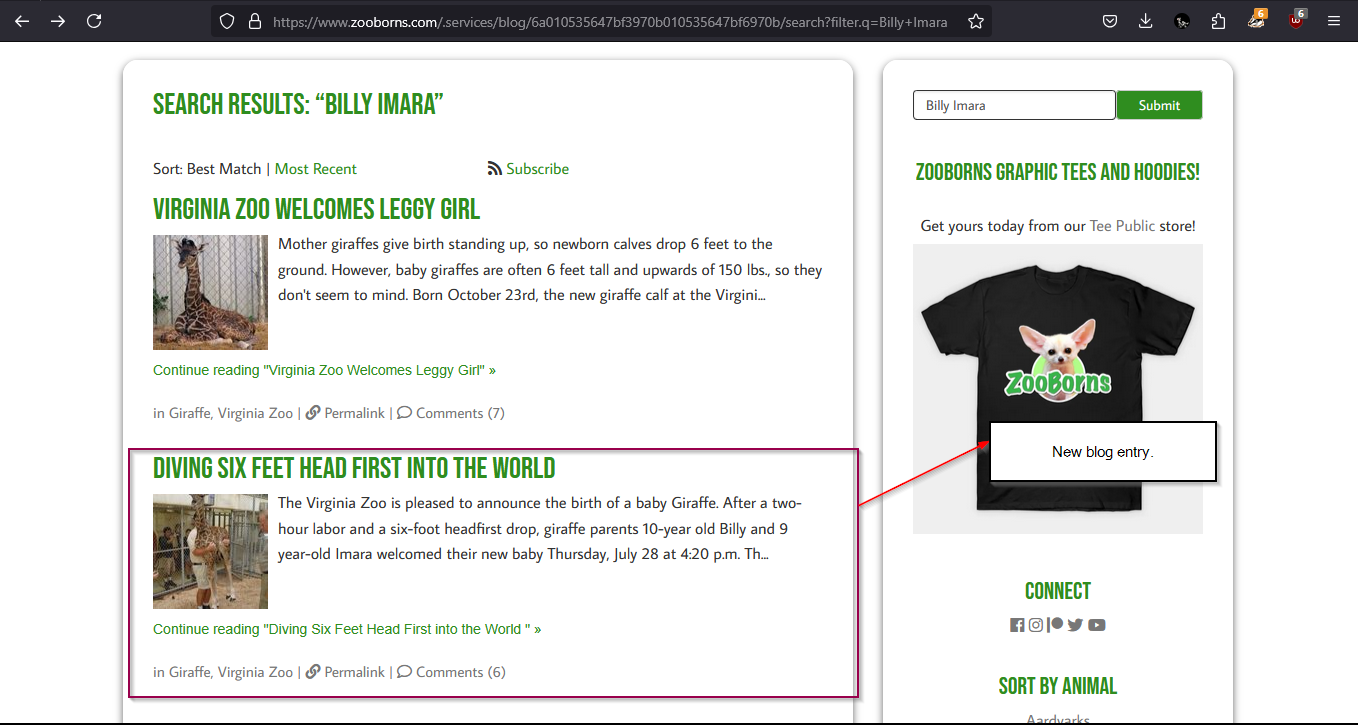 https://www.zooborns.com/.services/blog/6a010535647bf3970b010535647bf6970b/search?filter.q=Billy+Imara
6
6
SEARCH RESULTS: “BILLY IMARA”
Sort: Best Match | Most Recent
Subscribe
VIRGINIA ZOO WELCOMES LEGGY GIRL
Mother giraffes give birth standing up, so newborn calves drop 6 feet to the
ground. However, baby giraffes are often 6 feet tall and upwards of 150 lbs., so they
don't seem to mind. Born October 23rd, the new giraffe calf at the Virgini...
Continue reading "Virginia Zoo Welcomes Leggy Girl" »
in Giraffe, Virginia Zoo | Permalink | Comments (7)
DIVING SIX FEET HEAD FIRST INTO THE WORLD
The Virginia Zoo is pleased to announce the birth of a baby Giraffe. After a two-
hour labor and a six-foot headfirst drop, giraffe parents 10-year old Billy and 9
year-old Imara welcomed their new baby Thursday, July 28 at 4:20 p.m. Th...
Continue reading "Diving Six Feet Head First into the World " »
in Giraffe, Virginia Zoo | Permalink | Comments (6)
Billy Imara
Submit
ZOOBORNS GRAPHIC TEES AND HOODIES!
Get yours today from our Tee Public store!
ZooBorns
New blog entry.
CONNECT
SORT BY ANIMAL
Aardvarks